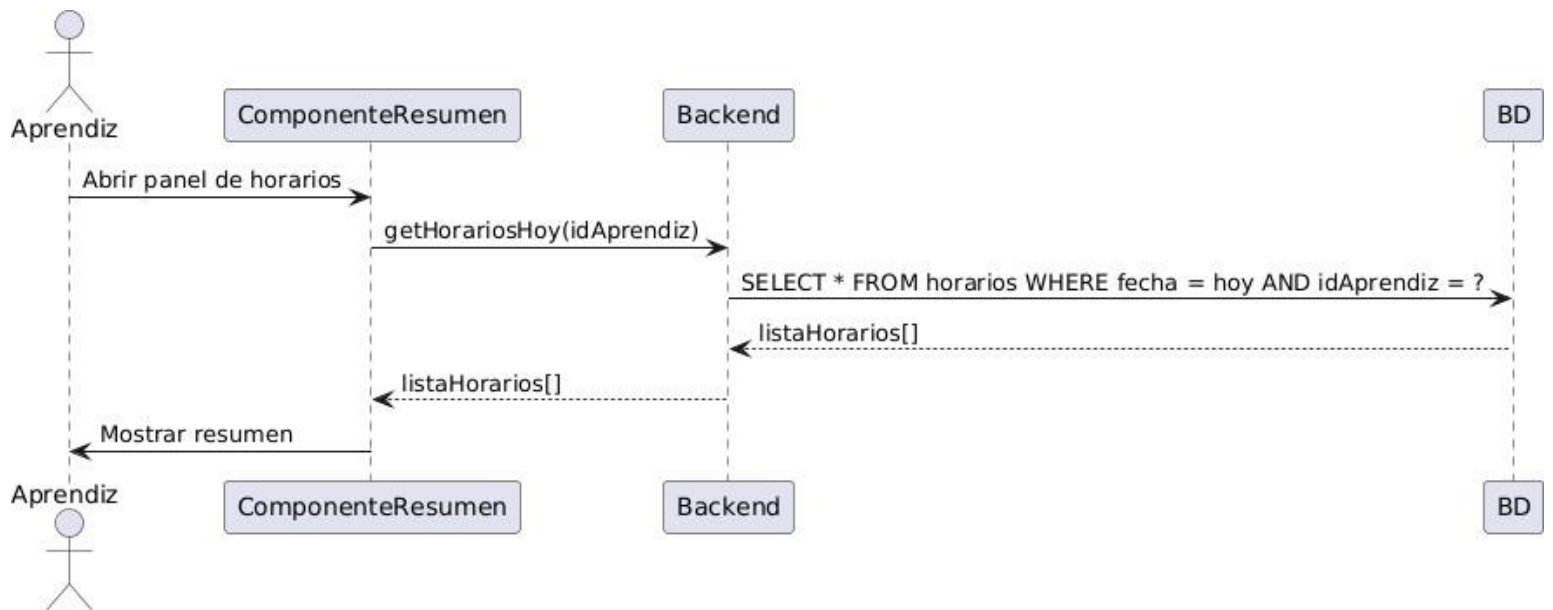 Aprendiz
ComponenteResumen
Backend
BD
Abrir panel de horarios
getHorariosHoy(idAprendiz)
SELECT * FROM horarios WHERE fecha = hoy AND idAprendiz = ?
listaHorarios[]
listaHorarios[]
Mostrar resumen
Aprendiz
ComponenteResumen
Backend
BD